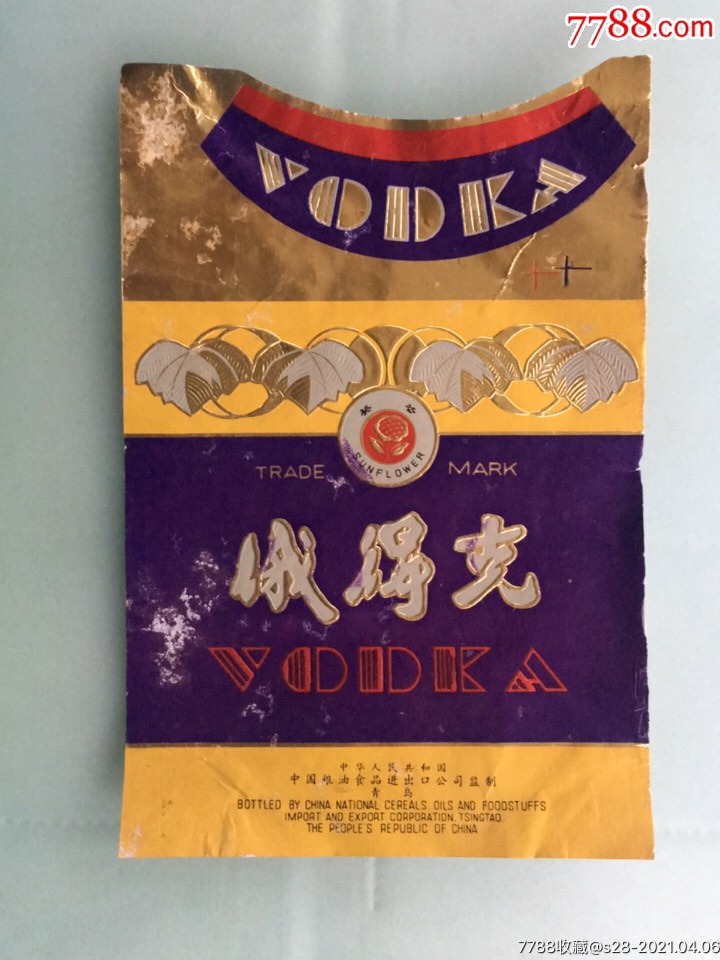 7788.com
VODKA
葵花
SUNFLOWER
TRADE MARK
俄得克
VODKA
中华人民共和国
中国粮油食品进出口公司监制
青岛
BOTTLED BY CHINA NATIONAL CEREALS OILS AND FOODSTUFFS
IMPORT AND EXPORT CORPORATION, TSINGTAO.
THE PEOPLE'S REPUBLIC OF CHINA
7788收藏@s28-2021.04.06